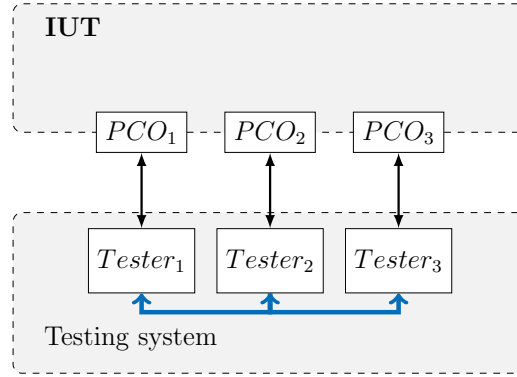 IUT
PCO₁ PCO₂ PCO₃
Tester₁ Tester₂ Tester₃
Testing system